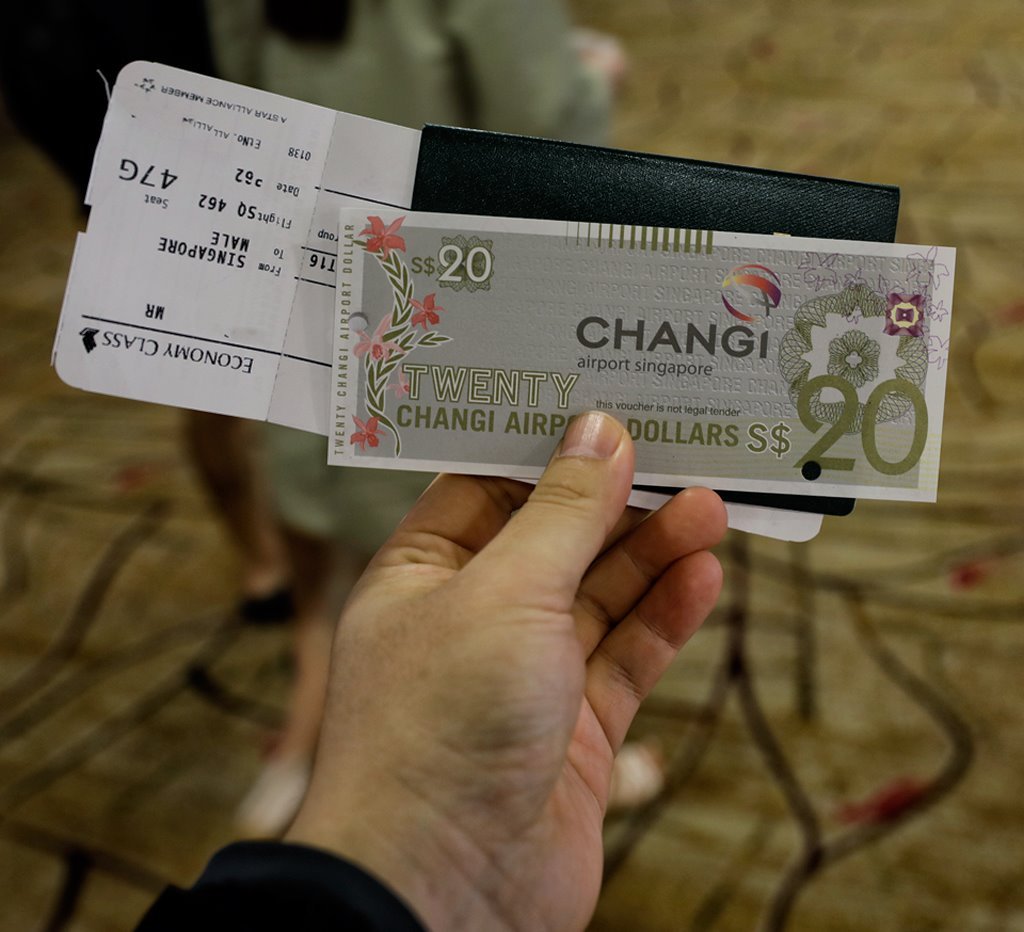 ECONOMY CLASS
MR
From SINGAPORE
To MALE
Flight SQ 462
Date
Seat 47G
0138
A STAR ALLIANCE MEMBER
T16
TWENTY CHANGI AIRPORT DOLLAR
S$20
CHANGI
airport singapore
TWENTY
this voucher is not legal tender
CHANGI AIRPORT DOLLARS S$20